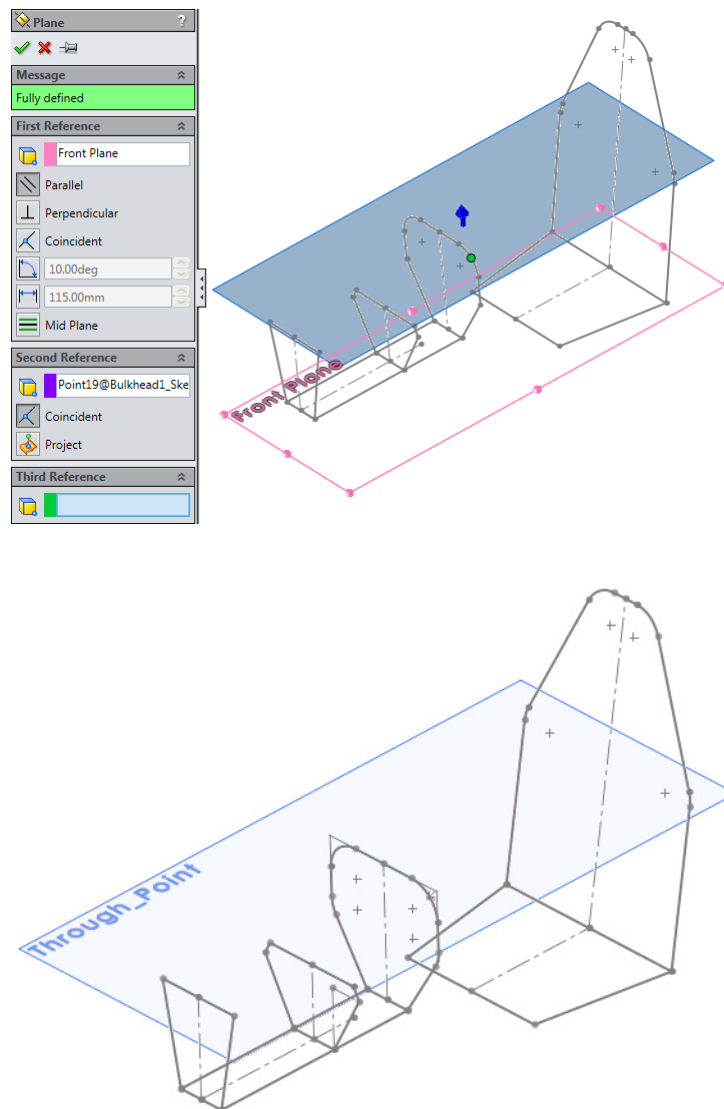 Plane ?
Message
Fully defined
First Reference
Front Plane
Parallel
Perpendicular
Coincident
10.00deg
115.00mm
Mid Plane
Second Reference
Point19@Bulkhead1_Ske
Coincident
Project
Third Reference
Front Plane
Through_Point